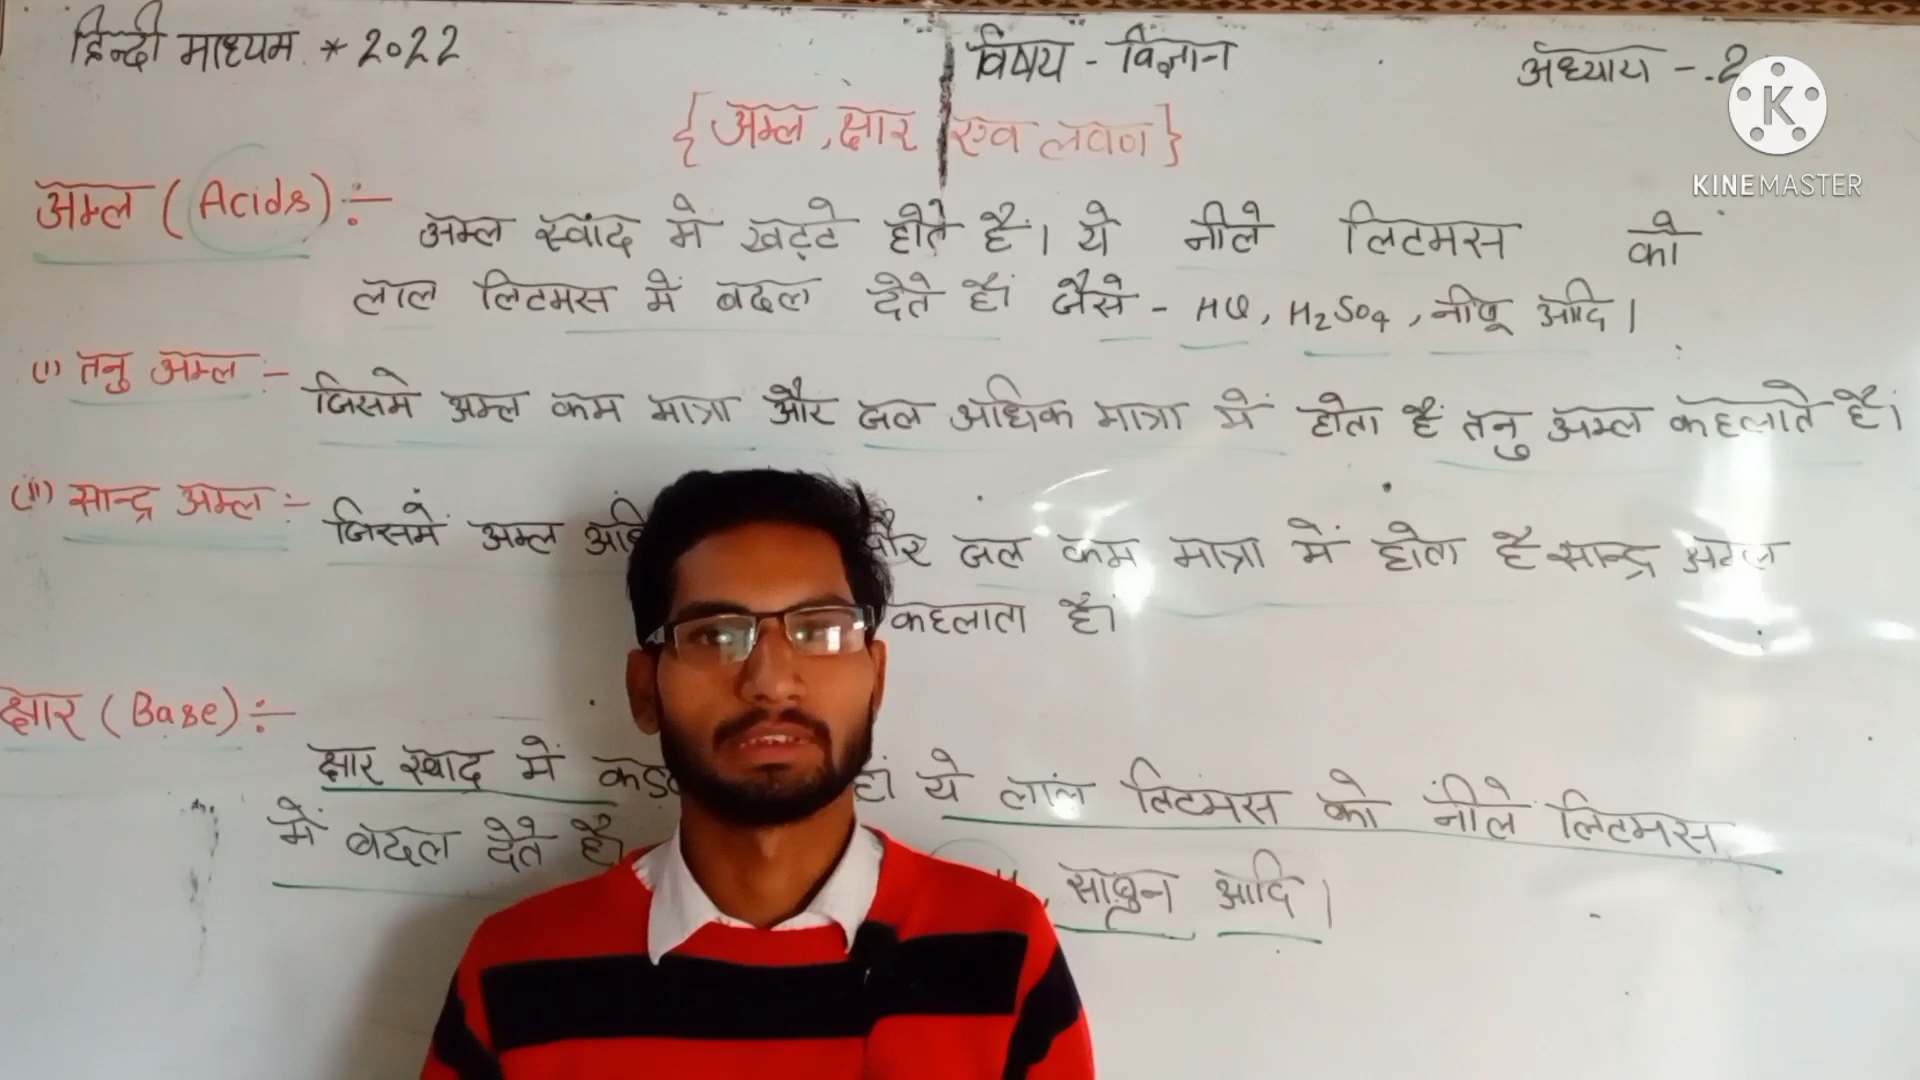 हिन्दी माध्यम * 2022 विषय - विज्ञान अध्याय - 2
{अम्ल, क्षार एव लवण}
KINEMASTER
अम्ल (Acids) :-
अम्ल स्वाद मे खट्टे होते है। ये नीले लिटमस को
लाल लिटमस में बदल देते है। जैसे - HCl, H2SO4, नीबू आदि।
(i) तनु अम्ल :-
जिसमे अम्ल कम मात्रा और जल अधिक मात्रा में होता है तनु अम्ल कहलाते है।
(ii) सान्द्र अम्ल :-
जिसमें अम्ल और जल कम मात्रा में होता है सान्द्र अम्ल
कहलाता है।
क्षार (Base) :-
क्षार स्वाद में ये लाल लिटमस को नीले लिटमस
में बदल देते है
साबुन आदि।